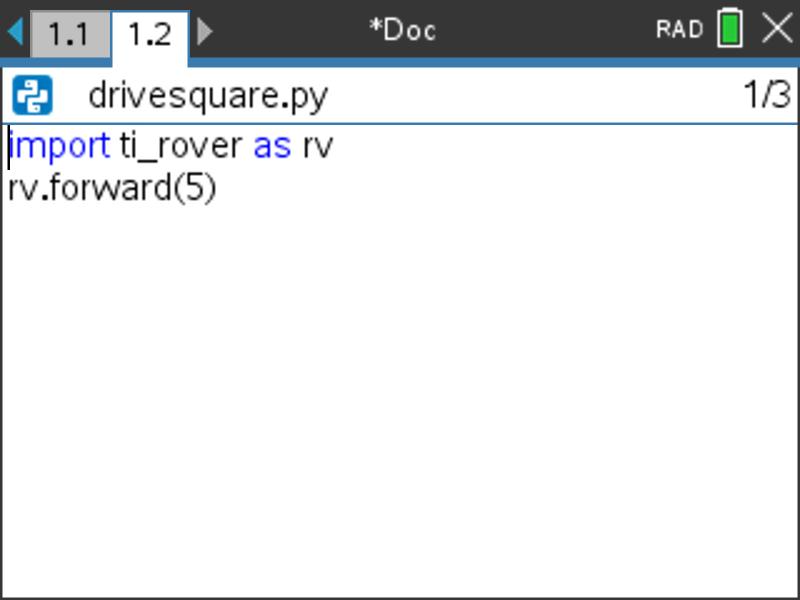 1.1 1.2 *Doc RAD
drivesquare.py 1/3
import ti_rover as rv
rv.forward(5)